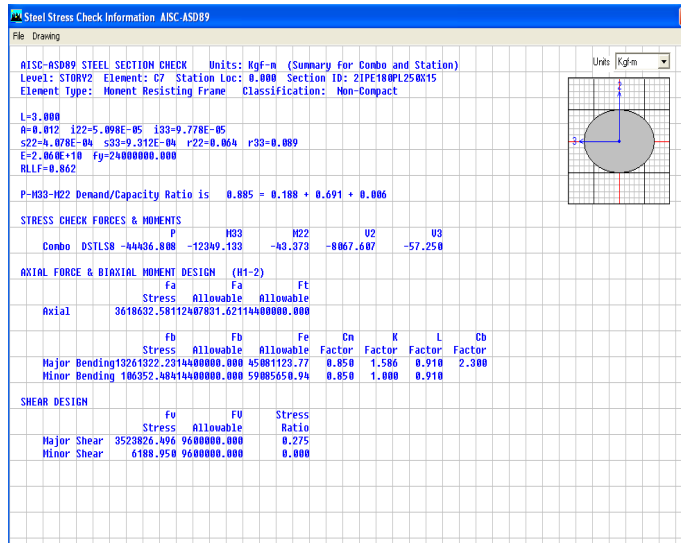 Steel Stress Check Information AISC-ASD89
File Drawing
Units Kgf-m
AISC-ASD89 STEEL SECTION CHECK Units: Kgf-m (Summary for Combo and Station)
Level: STORY2 Element: C7 Station Loc: 0.000 Section ID: 2IPE180PL250X15
Element Type: Moment Resisting Frame Classification: Non-Compact
L=3.000
A=0.012 i22=5.098E-05 i33=9.778E-05
s22=4.078E-04 s33=9.312E-04 r22=0.064 r33=0.089
E=2.060E+10 fy=24000000.000
RLLF=0.862
P-M33-M22 Demand/Capacity Ratio is 0.885 = 0.188 + 0.691 + 0.006
STRESS CHECK FORCES & MOMENTS
P M33 M22 V2 V3
Combo DSTLS8 -44436.808 -12349.133 -43.373 -8067.607 -57.250
AXIAL FORCE & BIAXIAL MOMENT DESIGN (H1-2)
fa Fa Ft
Stress Allowable Allowable
Axial 3618632.58112407831.62114400000.000
fb Fb Fe Cm K L Cb
Stress Allowable Allowable Factor Factor Factor Factor
Major Bending13261322.2314400000.000 45081123.77 0.850 1.586 0.910 2.300
Minor Bending 106352.48414400000.000 59085650.94 0.850 1.000 0.910
SHEAR DESIGN
fv FV Stress
Stress Allowable Ratio
Major Shear 3523826.496 9600000.000 0.275
Minor Shear 6188.950 9600000.000 0.000
2
3